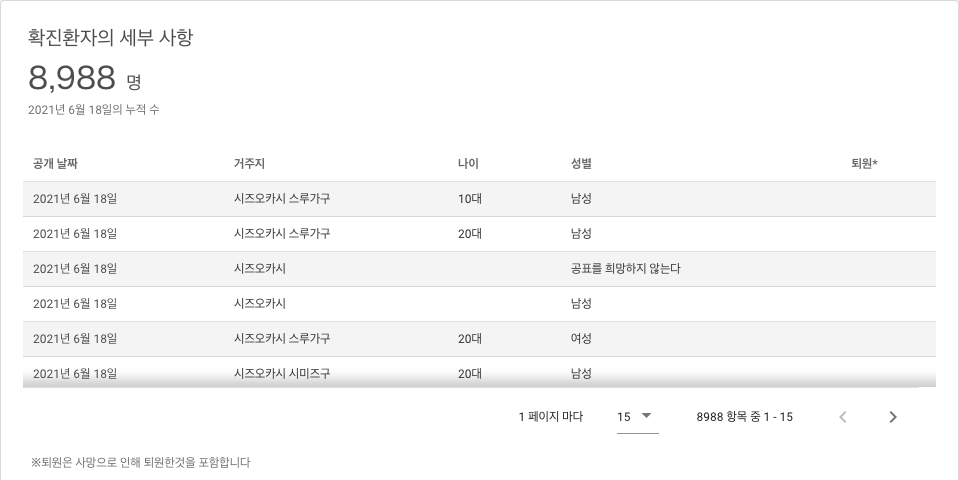 확진환자의 세부 사항
8,988 명
2021년 6월 18일의 누적 수
공개 날짜 거주지 나이 성별 퇴원*
2021년 6월 18일 시즈오카시 스루가구 10대 남성
2021년 6월 18일 시즈오카시 스루가구 20대 남성
2021년 6월 18일 시즈오카시 공표를 희망하지 않는다
2021년 6월 18일 시즈오카시 남성
2021년 6월 18일 시즈오카시 스루가구 20대 여성
2021년 6월 18일 시즈오카시 시미즈구 20대 남성
1 페이지 마다 15 8988 항목 중 1 - 15
※퇴원은 사망으로 인해 퇴원한것을 포함합니다